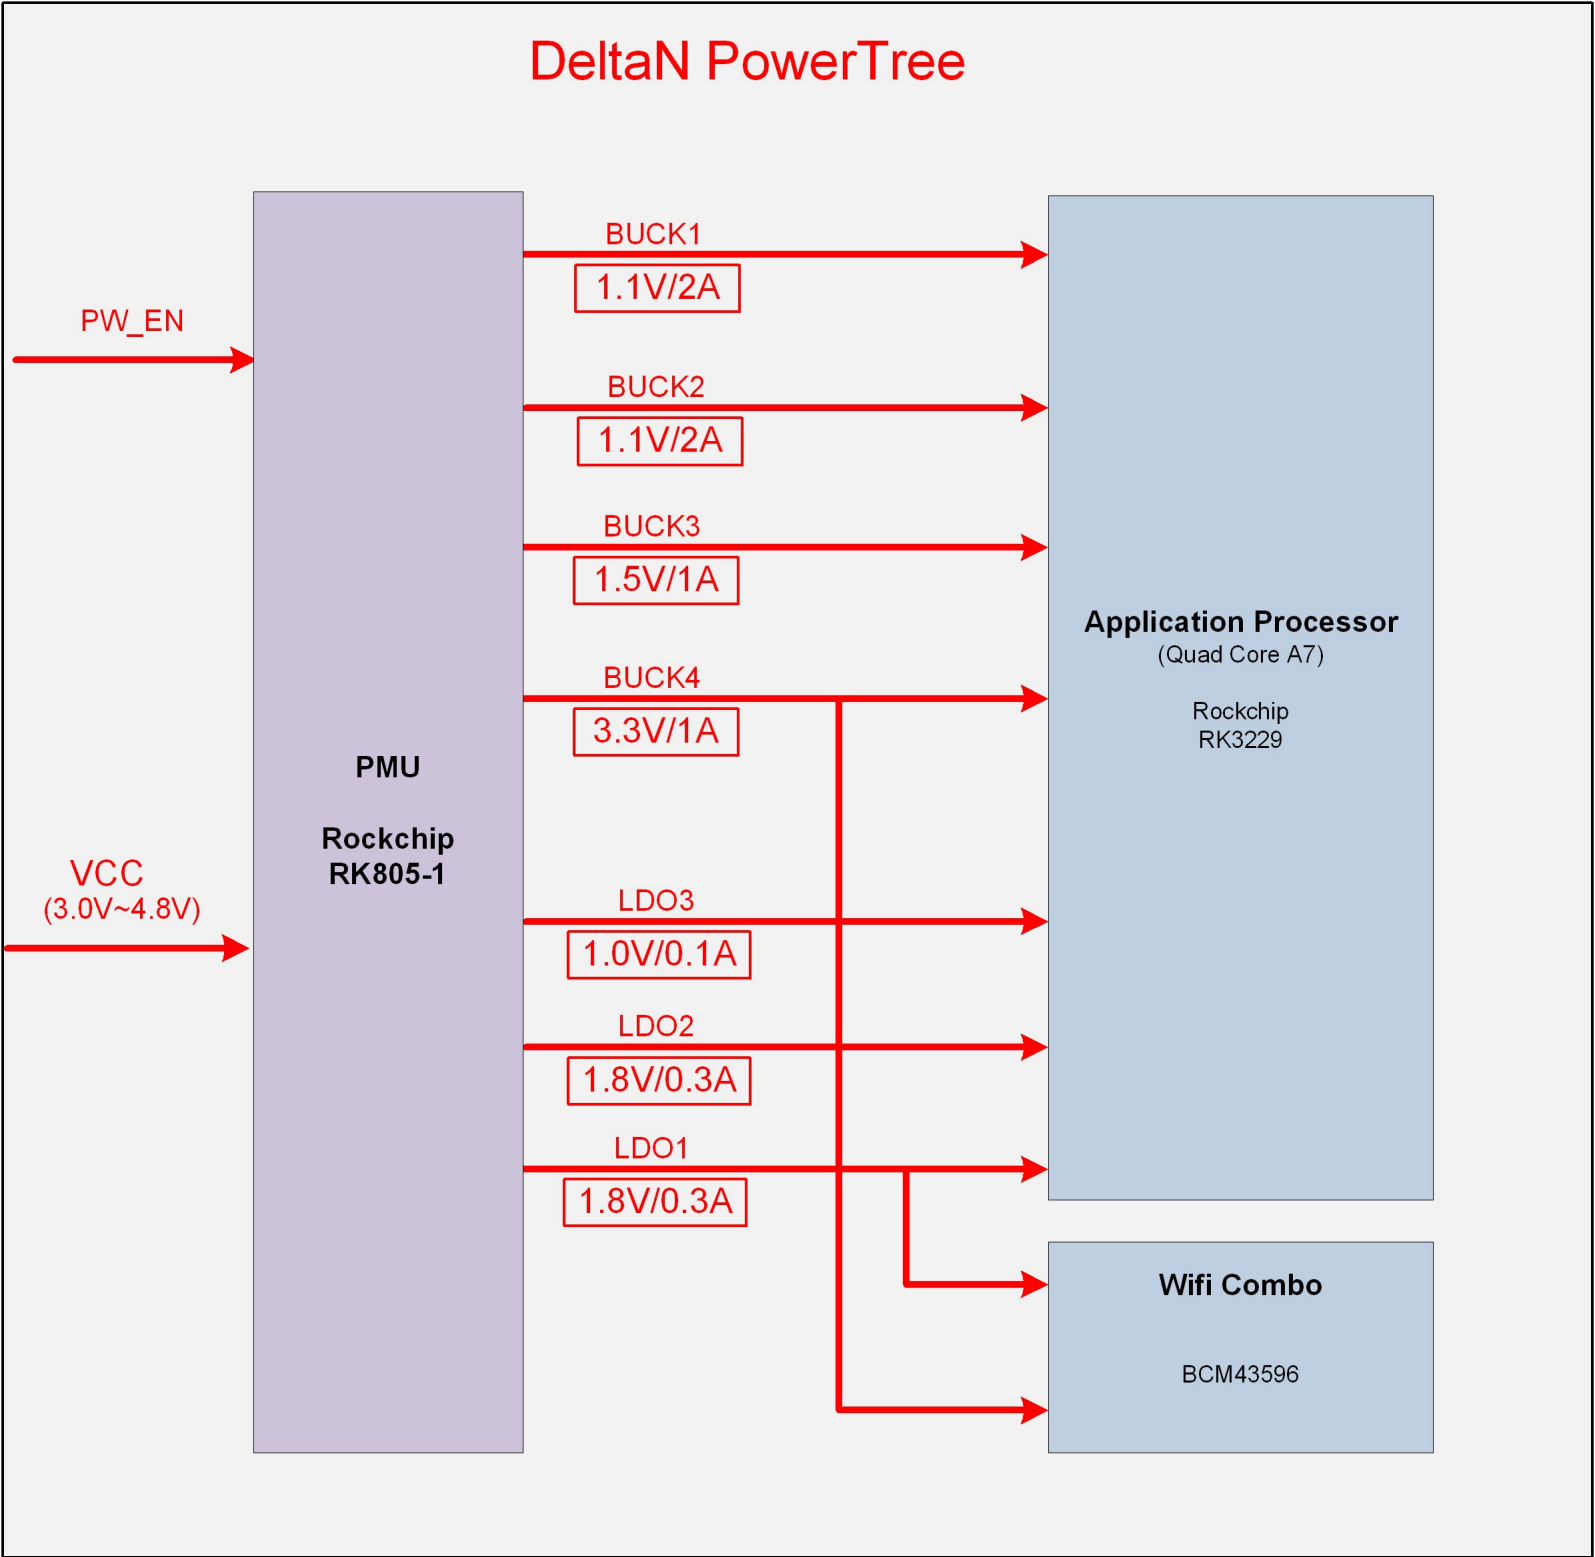 DeltaN PowerTree
BUCK1
1.1V/2A
PW_EN
BUCK2
1.1V/2A
BUCK3
1.5V/1A
Application Processor
(Quad Core A7)
Rockchip
RK3229
BUCK4
3.3V/1A
PMU
Rockchip
RK805-1
VCC
(3.0V~4.8V)
LDO3
1.0V/0.1A
LDO2
1.8V/0.3A
LDO1
1.8V/0.3A
Wifi Combo
BCM43596